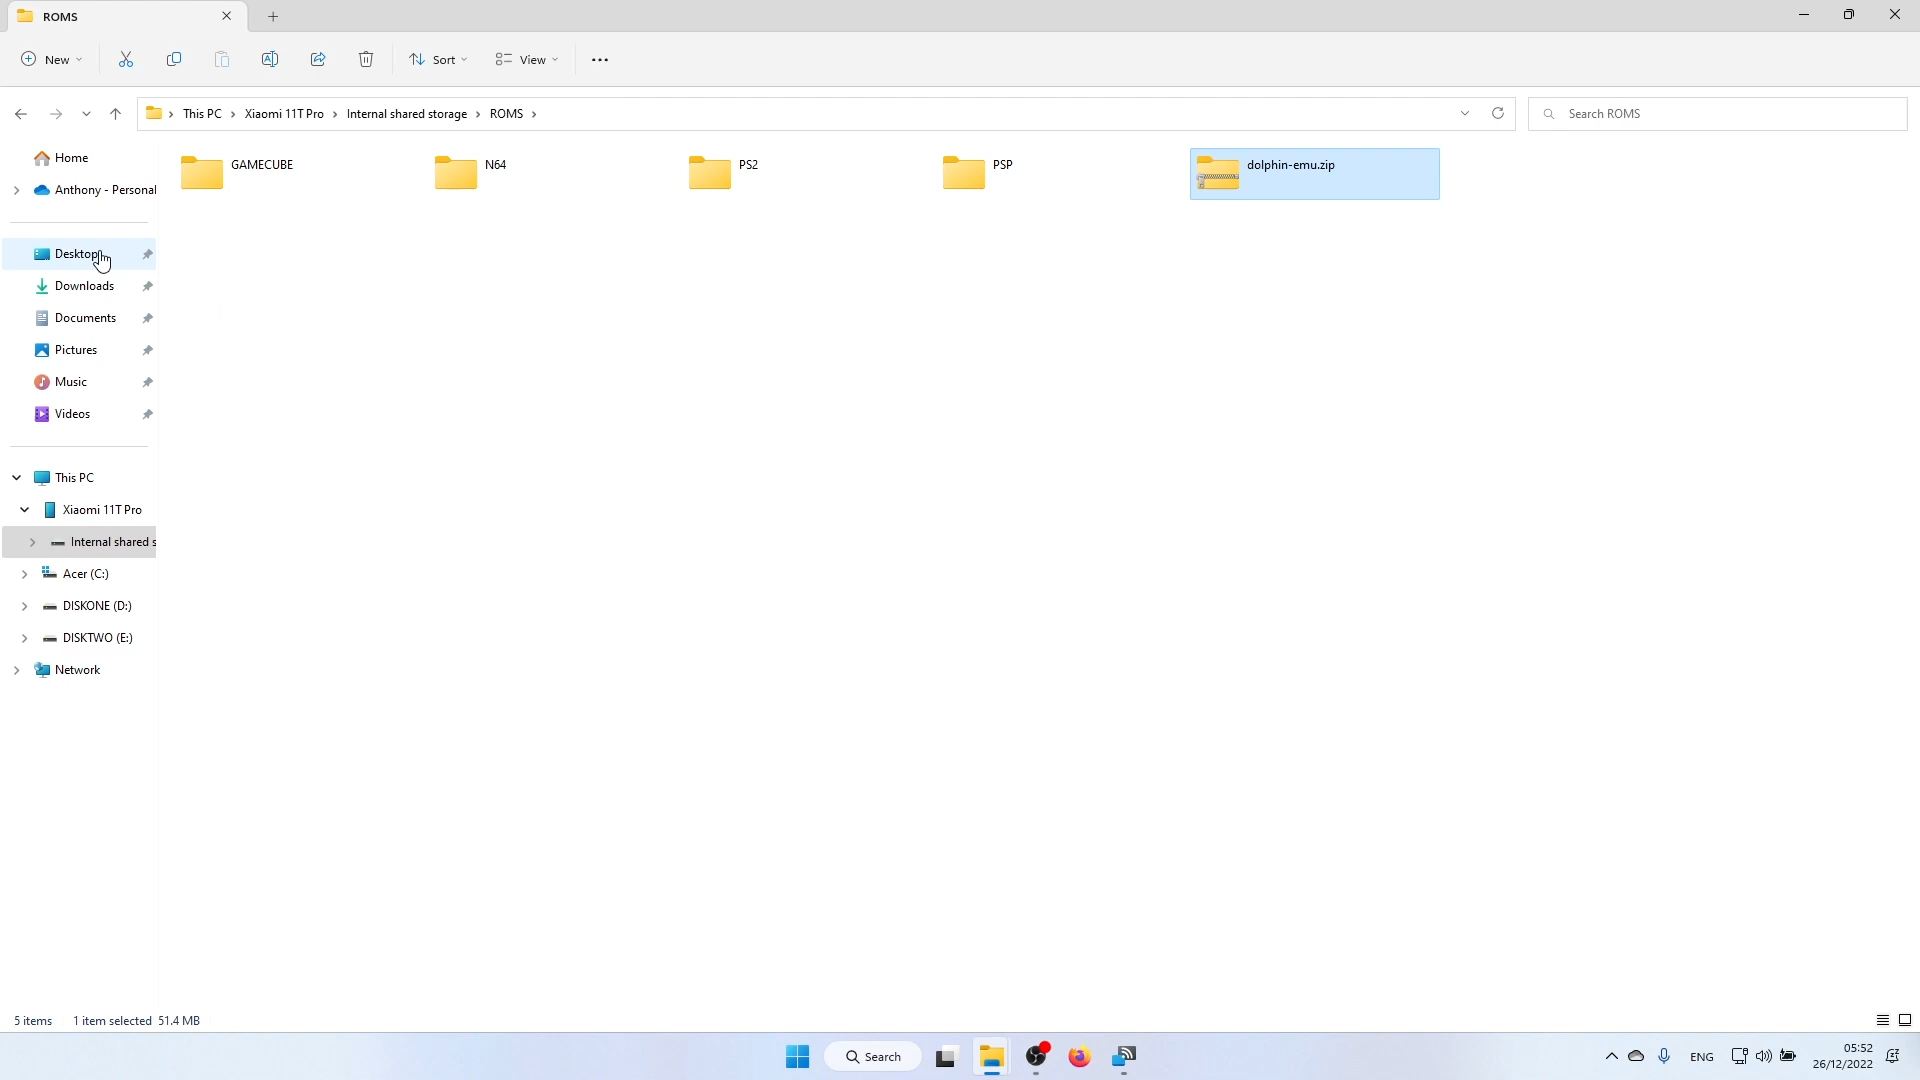 ROMS
New
Sort
View
This PC
Xiaomi 11T Pro
Internal shared storage
ROMS
Search ROMS
Home
Anthony - Personal
Desktop
Downloads
Documents
Pictures
Music
Videos
This PC
Xiaomi 11T Pro
Internal shared s
Acer (C:)
DISKONE (D:)
DISKTWO (E:)
Network
GAMECUBE
N64
PS2
PSP
dolphin-emu.zip
5 items 1 item selected 51.4 MB
Search
ENG
05:52
26/12/2022